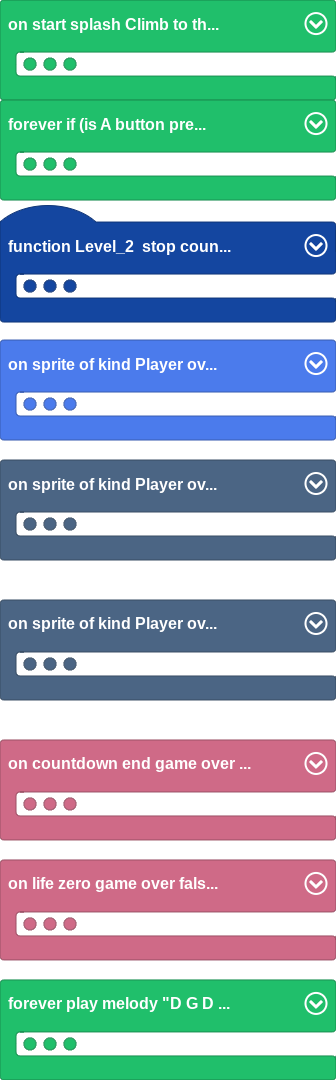 on start splash Climb to th...
forever if (is A button pre...
function Level_2  stop coun...
on sprite of kind Player ov...
on sprite of kind Player ov...
on sprite of kind Player ov...
on countdown end game over ...
on life zero game over fals...
forever play melody "D G D ...